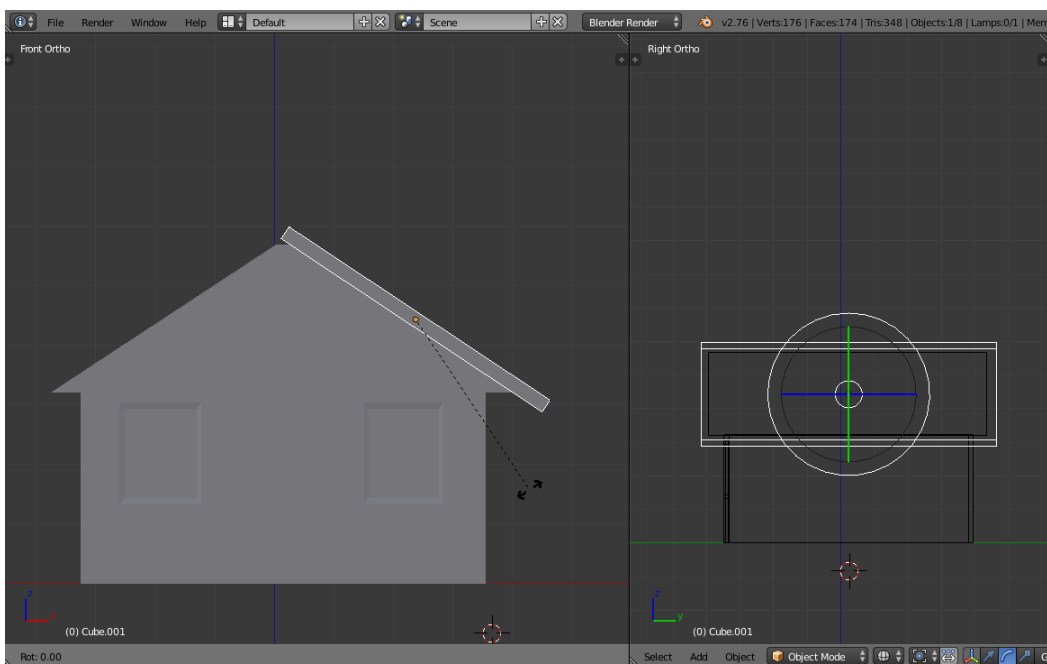 File Render Window Help Default Scene Blender Render v2.76 | Verts:176 | Faces:174 | Tris:348 | Objects:1/8 | Lamps:0/1 |
Front Ortho
Right Ortho
z
x
(0) Cube.001
z
y
(0) Cube.001
Rot: 0.00
Select Add Object Object Mode